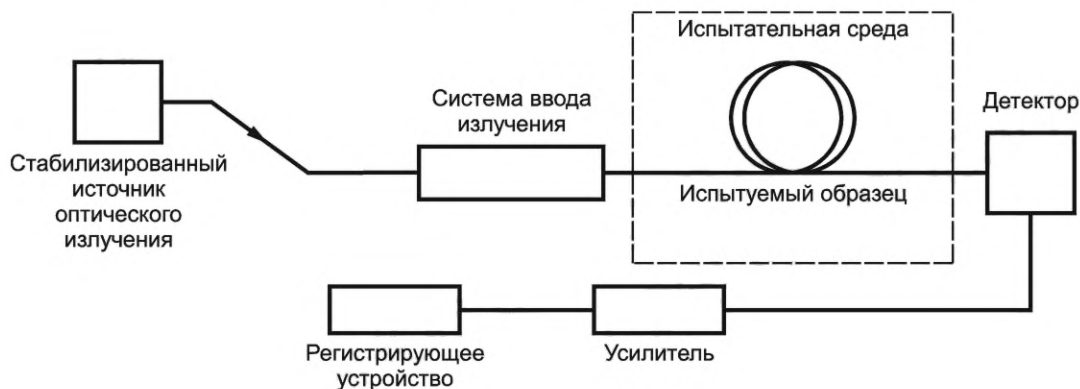 Испытательная среда
Система ввода
излучения
Детектор
Стабилизированный
источник
оптического
излучения
Испытуемый образец
Регистрирующее
устройство
Усилитель